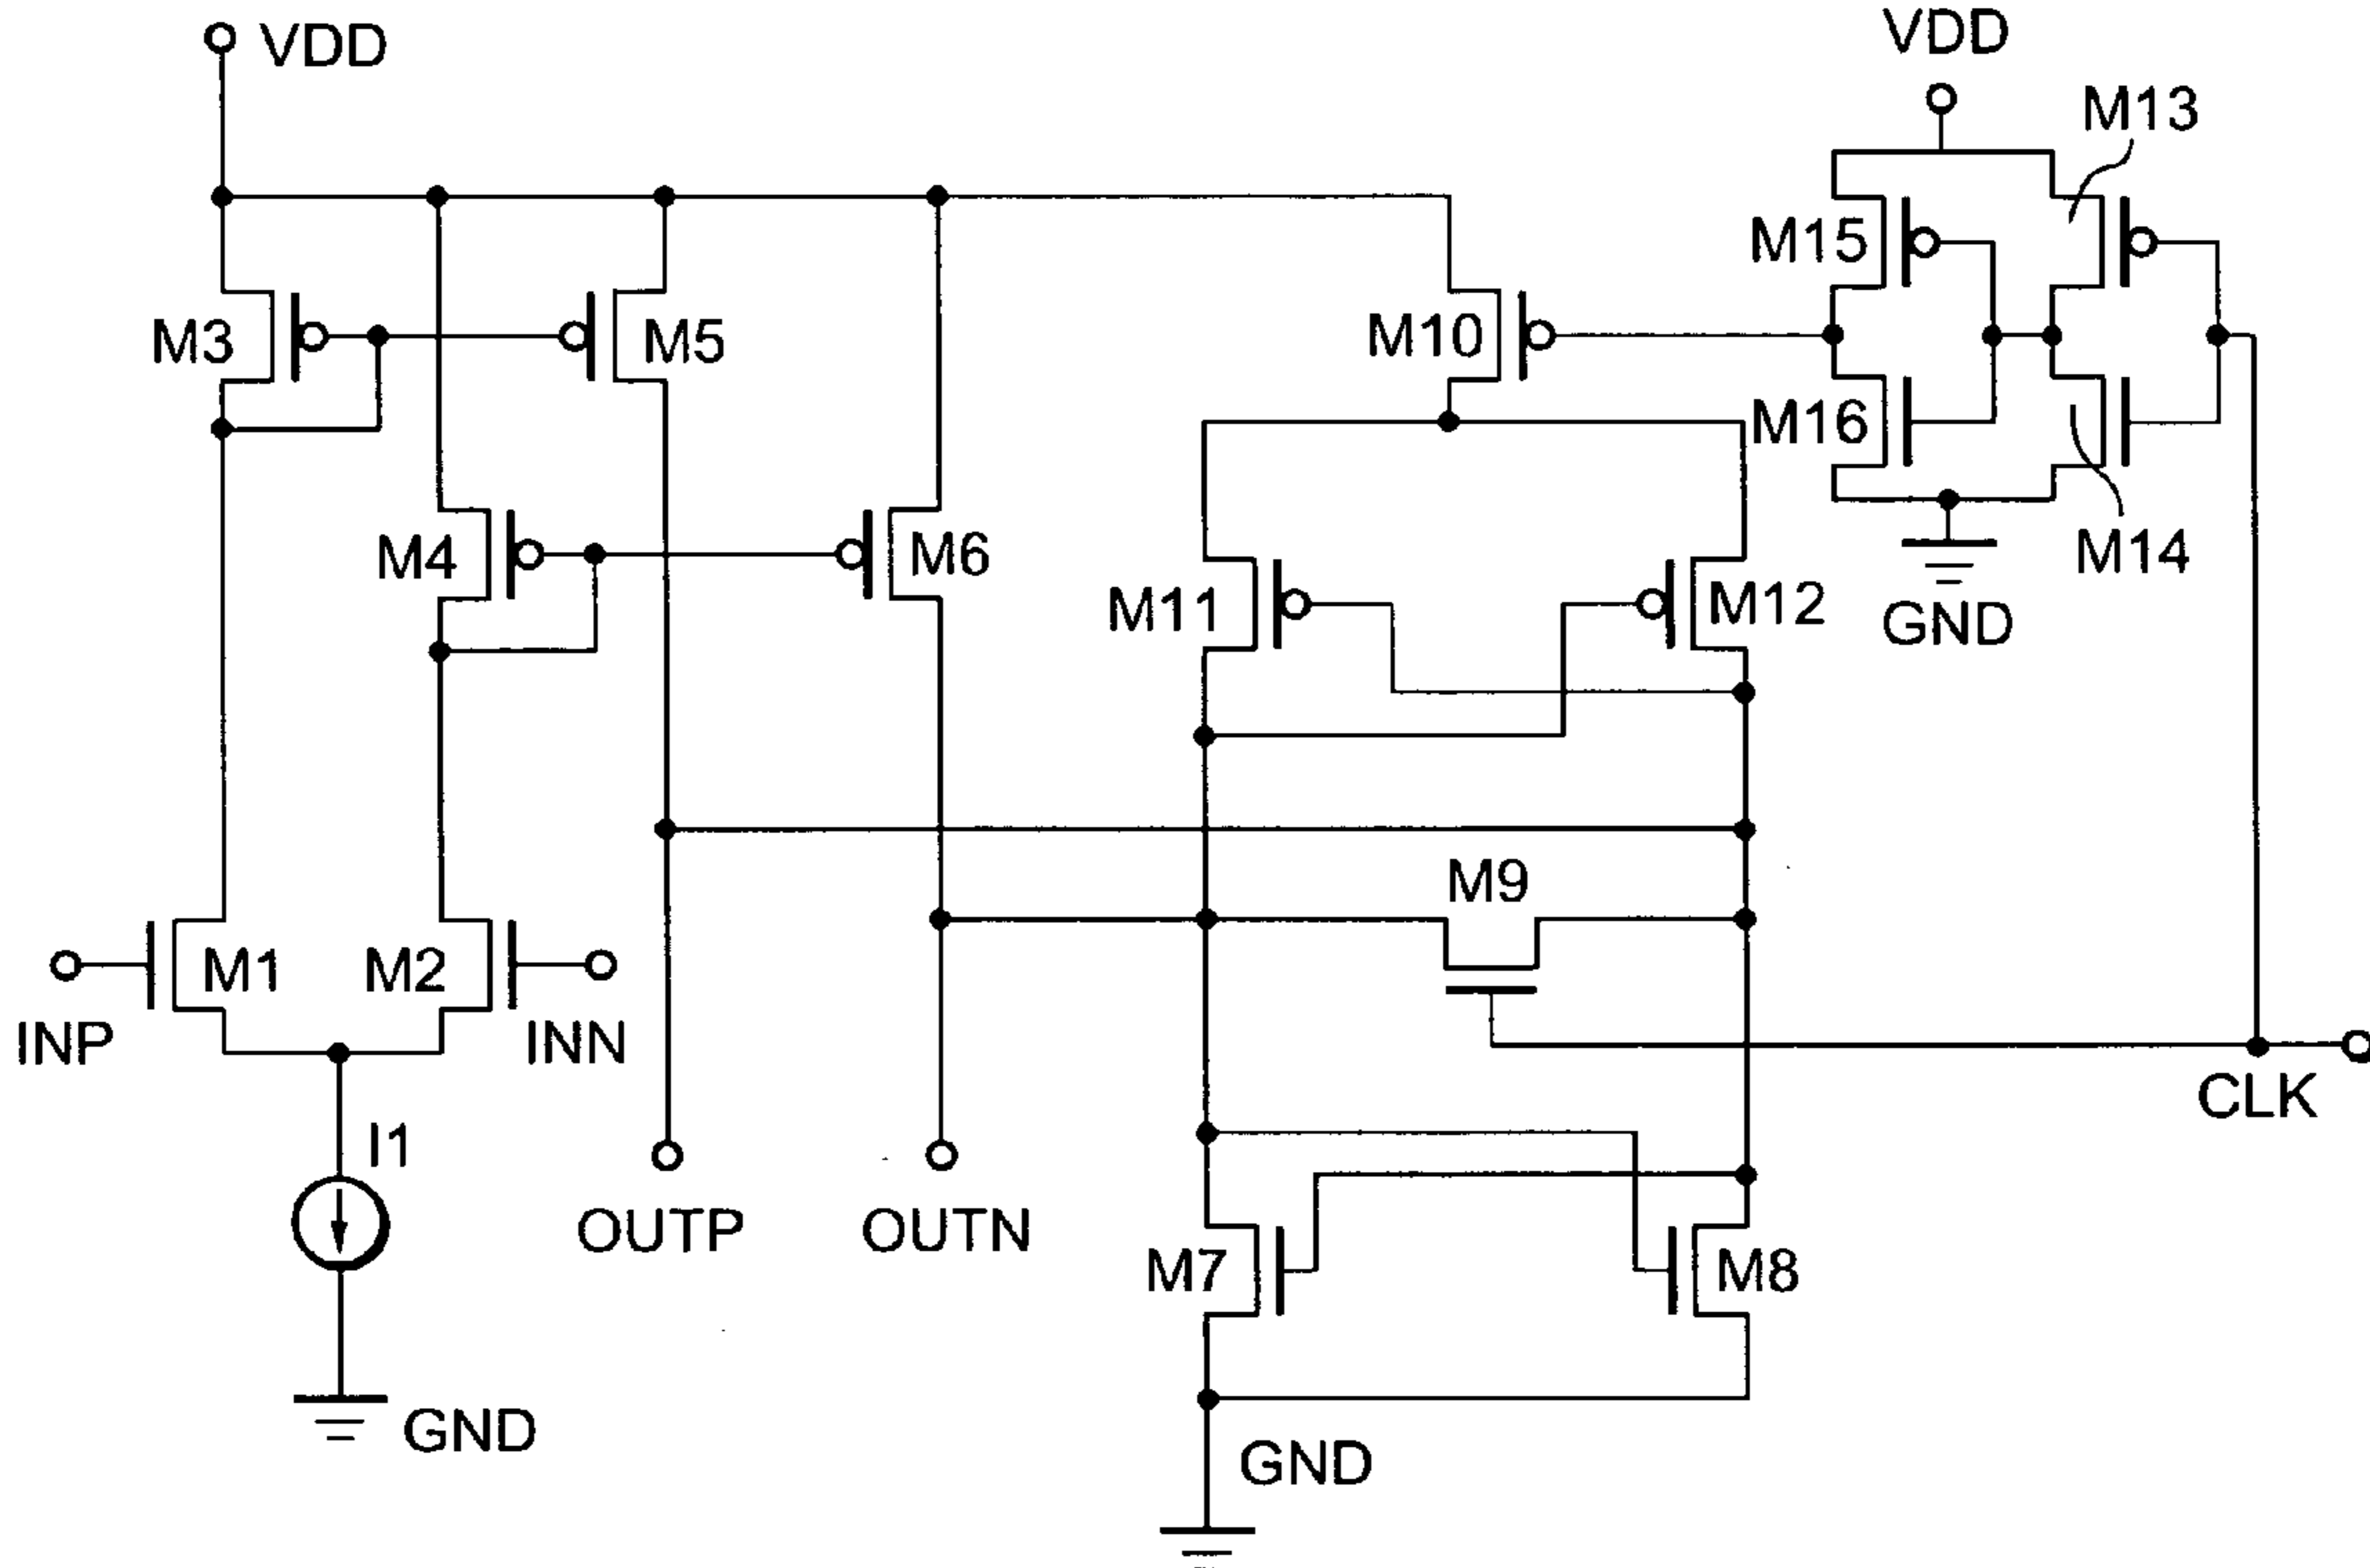 VDD
VDD
M13
M15
M3
M5
M10
M16
M4
M6
M14
M11
M12
GND
M9
M1
M2
INP
INN
CLK
I1
OUTP
OUTN
M7
M8
GND
GND